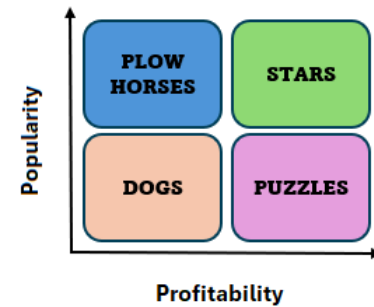 PLOW
HORSES
STARS
DOGS
PUZZLES
Popularity
Profitability